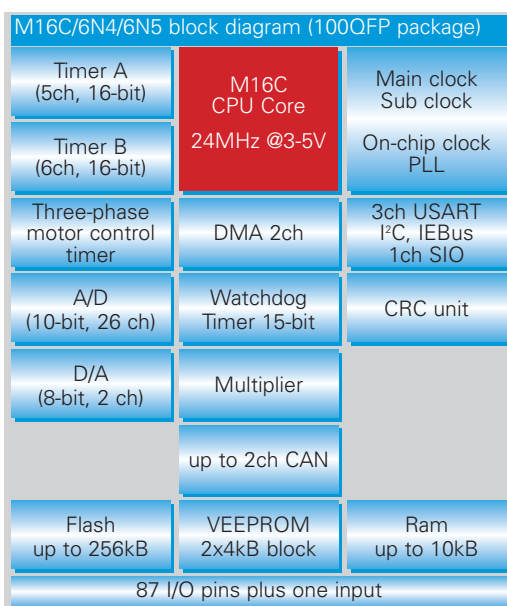 M16C/6N4/6N5 block diagram (100QFP package)
Timer A
(5ch, 16-bit)
M16C
CPU Core
24MHz @3-5V
Main clock
Sub clock
On-chip clock
PLL
Timer B
(6ch, 16-bit)
Three-phase
motor control
timer
DMA 2ch
3ch USART
I²C, IEBus
1ch SIO
A/D
(10-bit, 26 ch)
Watchdog
Timer 15-bit
CRC unit
D/A
(8-bit, 2 ch)
Multiplier
up to 2ch CAN
Flash
up to 256kB
VEEPROM
2x4kB block
Ram
up to 10kB
87 I/O pins plus one input